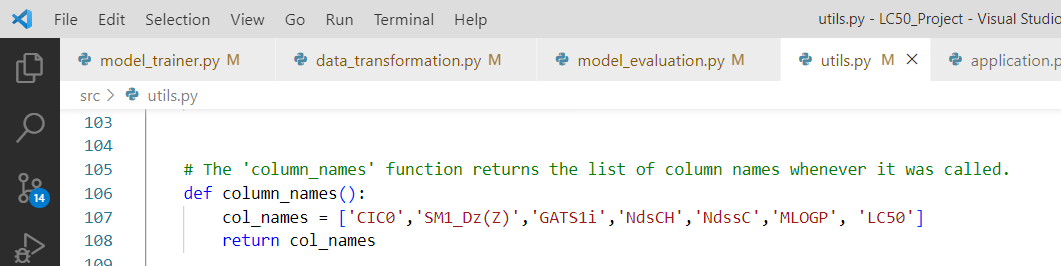 File Edit Selection View Go Run Terminal Help utils.py - LC50_Project - Visual Studio
model_trainer.py M data_transformation.py M model_evaluation.py M utils.py M application.p
src > utils.py
103
104
105 # The 'column_names' function returns the list of column names whenever it was called.
106 def column_names():
107 col_names = ['CIC0','SM1_Dz(Z)','GATS1i','NdsCH','NdssC','MLOGP', 'LC50']
14
108 return col_names
109